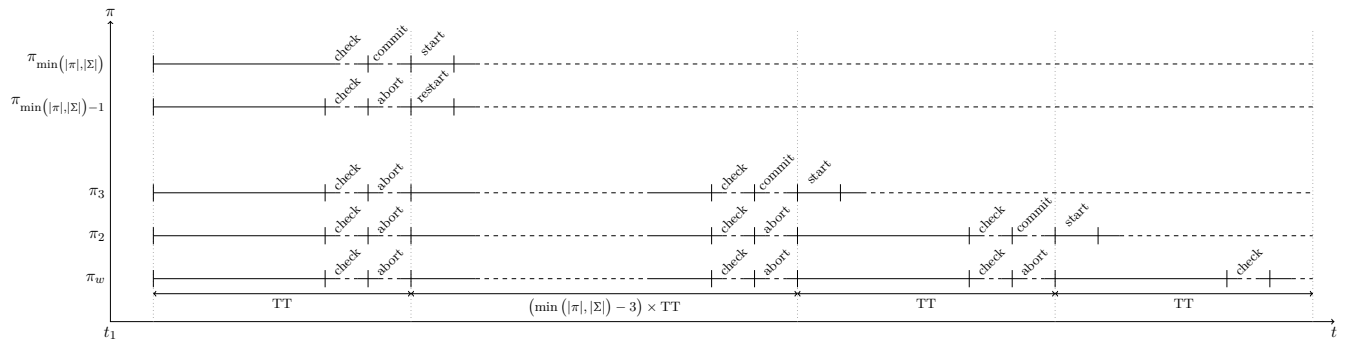 π
π_min(|π|,|Σ|) check commit start
π_min(|π|,|Σ|)−1 check abort restart
π_3 check abort check commit start
π_2 check abort check abort check commit start
π_w check abort check abort check abort check
TT (min (|π|, |Σ|) − 3) × TT TT TT
t_1 t